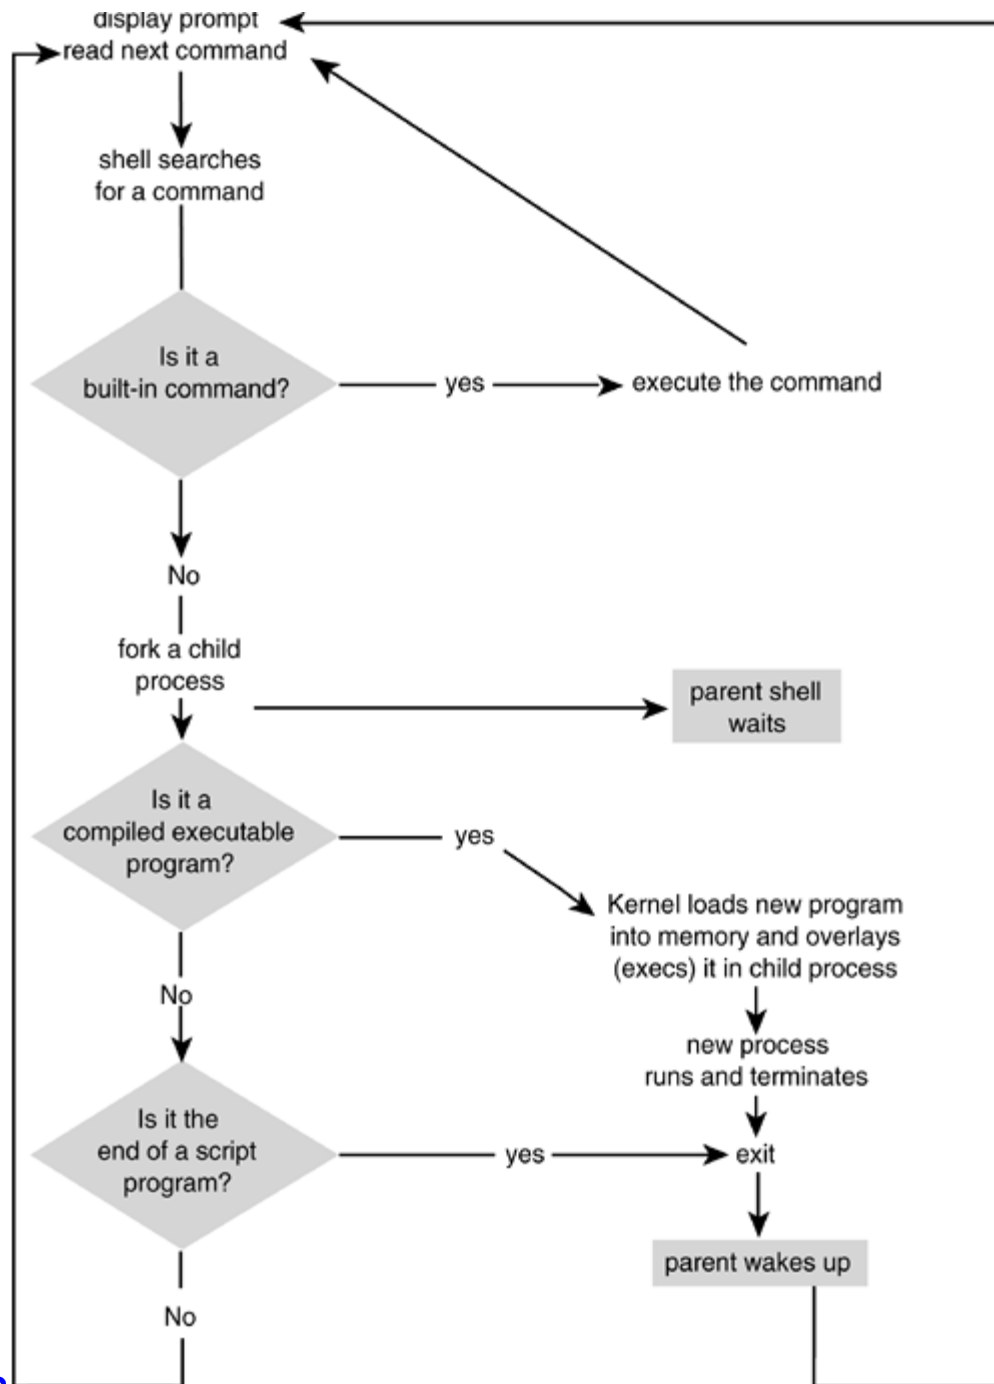 display prompt
read next command
shell searches
for a command
Is it a
built-in command?
yes
execute the command
No
fork a child
process
parent shell
waits
Is it a
compiled executable
program?
yes
Kernel loads new program
into memory and overlays
(execs) it in child process
No
new process
runs and terminates
Is it the
end of a script
program?
yes
exit
parent wakes up
No